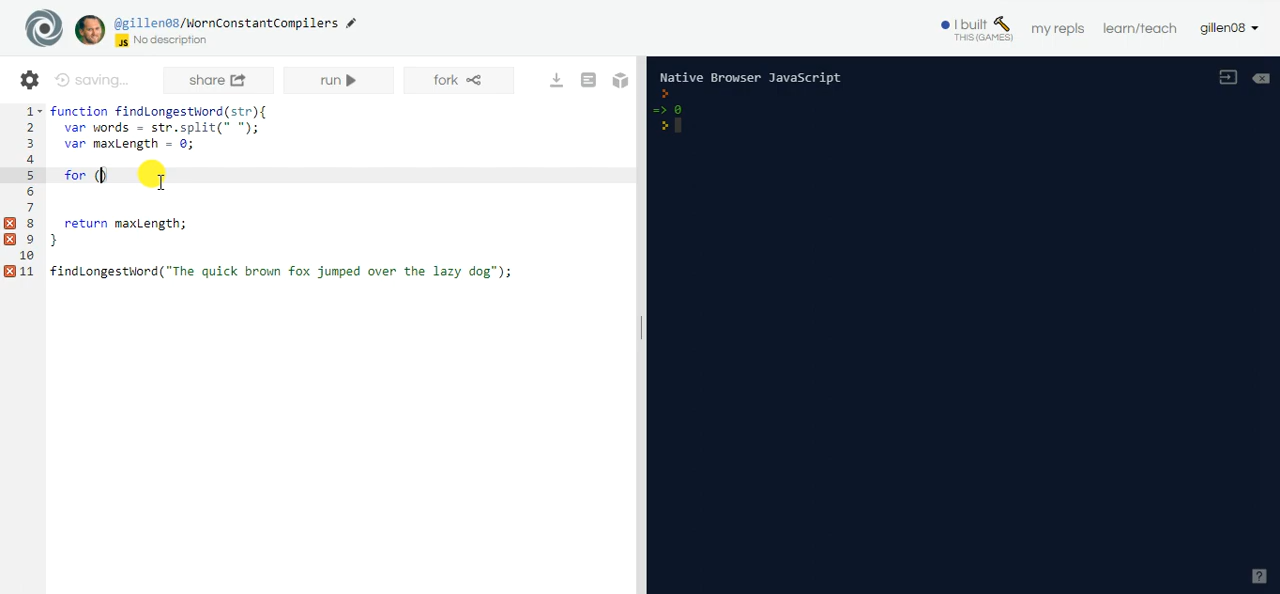 @gillen08/WornConstantCompilers
JS No description
I built
THIS (GAMES)
my repls
learn/teach
gillen08
saving...
share
run
fork
Native Browser JavaScript
=> 0
1 function findLongestWord(str){
2 var words = str.split(" ");
3 var maxLength = 0;
4
5 for ()
6
7
8 return maxLength;
9 }
10
11 findLongestWord("The quick brown fox jumped over the lazy dog");
?